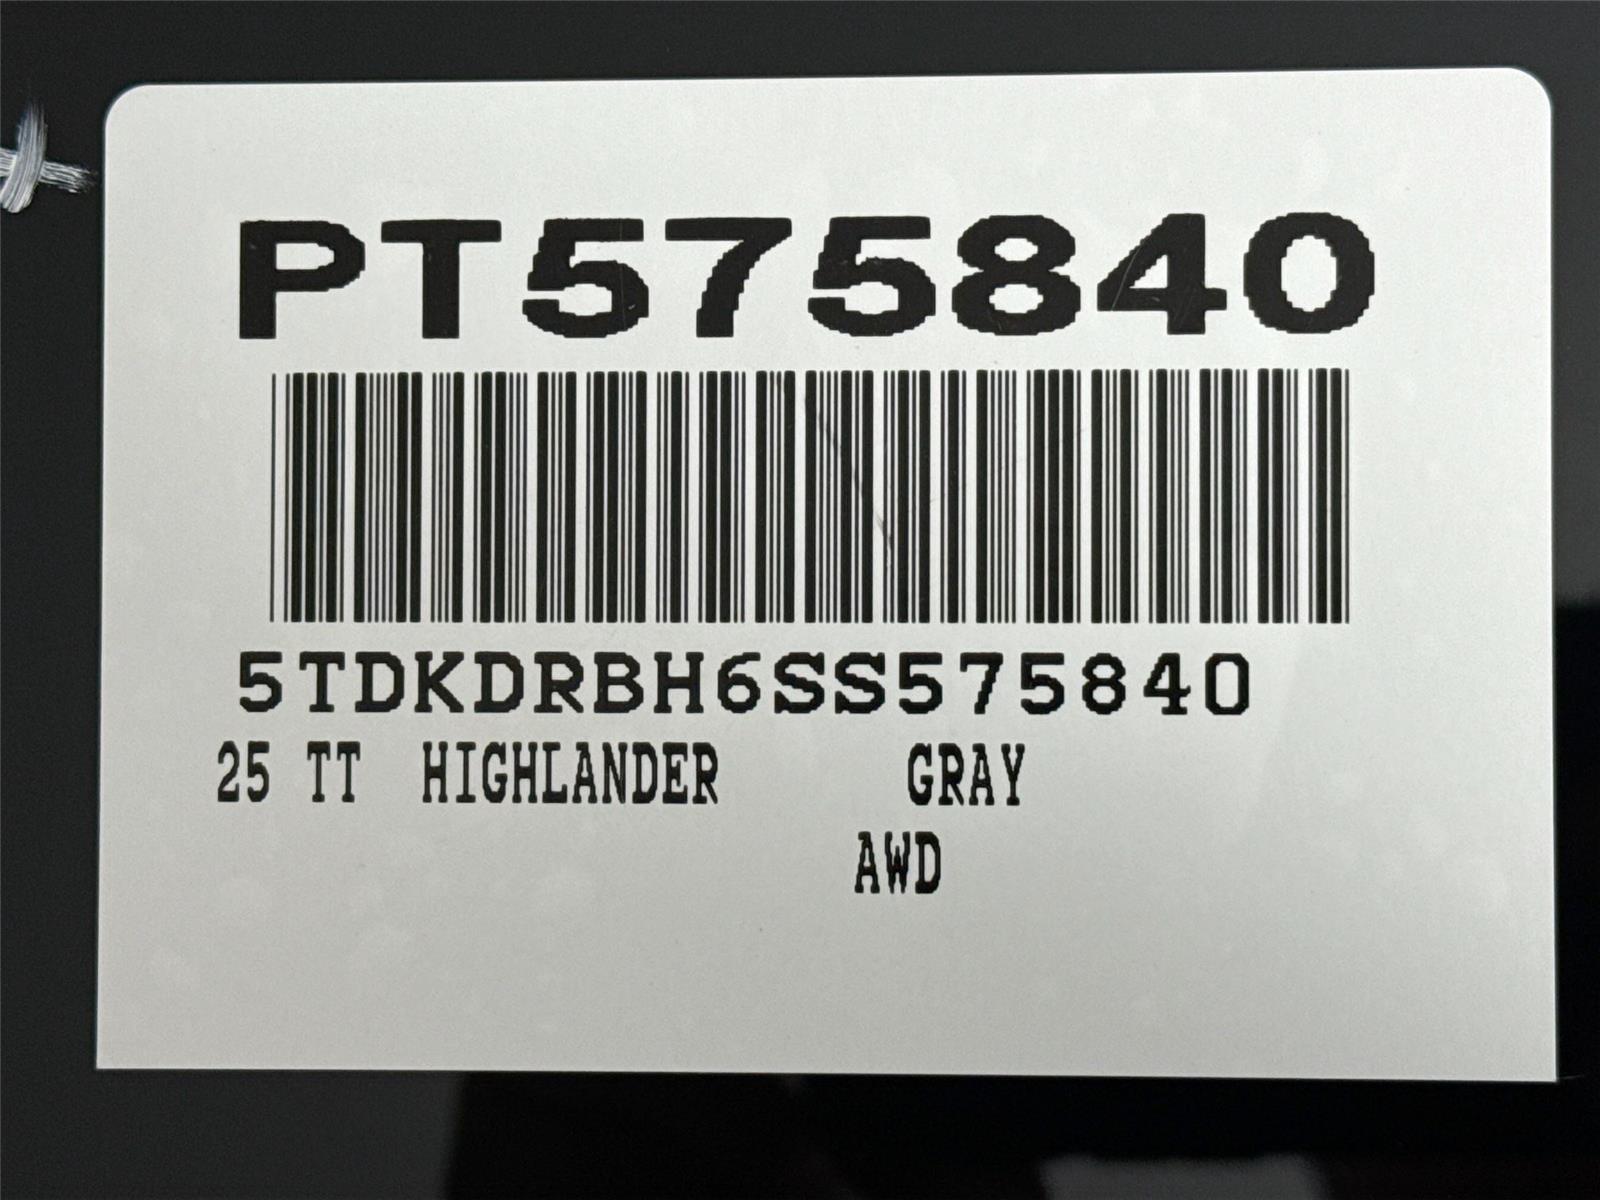 PT575840
5TDKDRBH6SS575840
25 TT HIGHLANDER GRAY
AWD